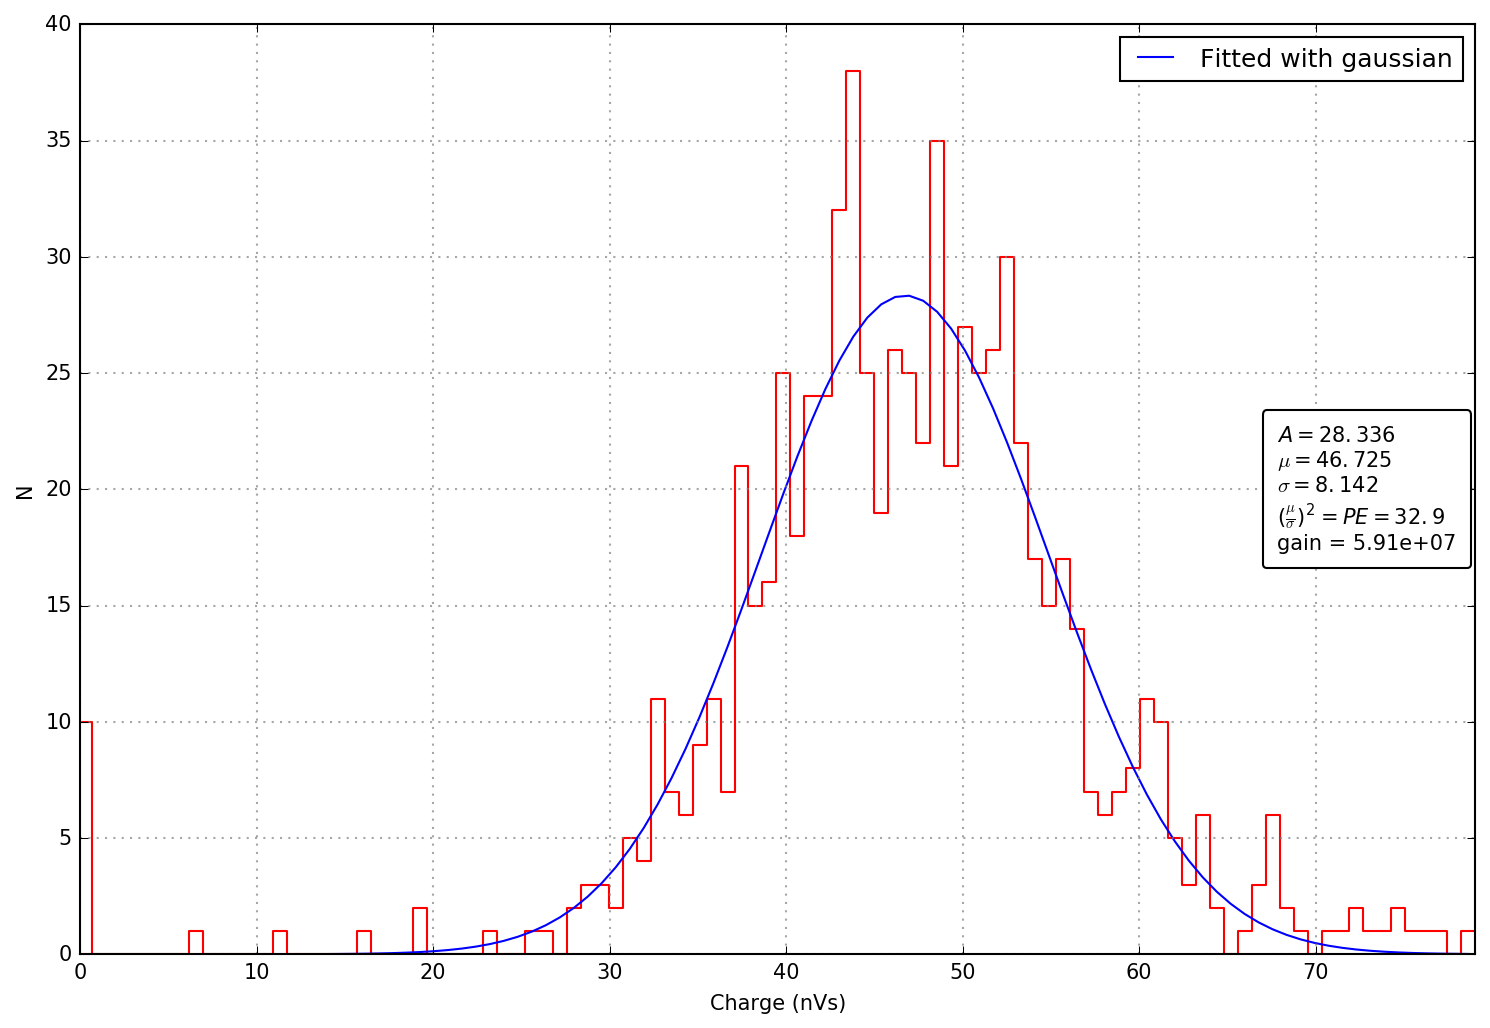 Fitted with gaussian
40
35
30
25
20
15
10
5
0
N
A = 28.336
μ = 46.725
σ = 8.142
(μ/σ)² = PE = 32.9
gain = 5.91e+07
0 10 20 30 40 50 60 70
Charge (nVs)